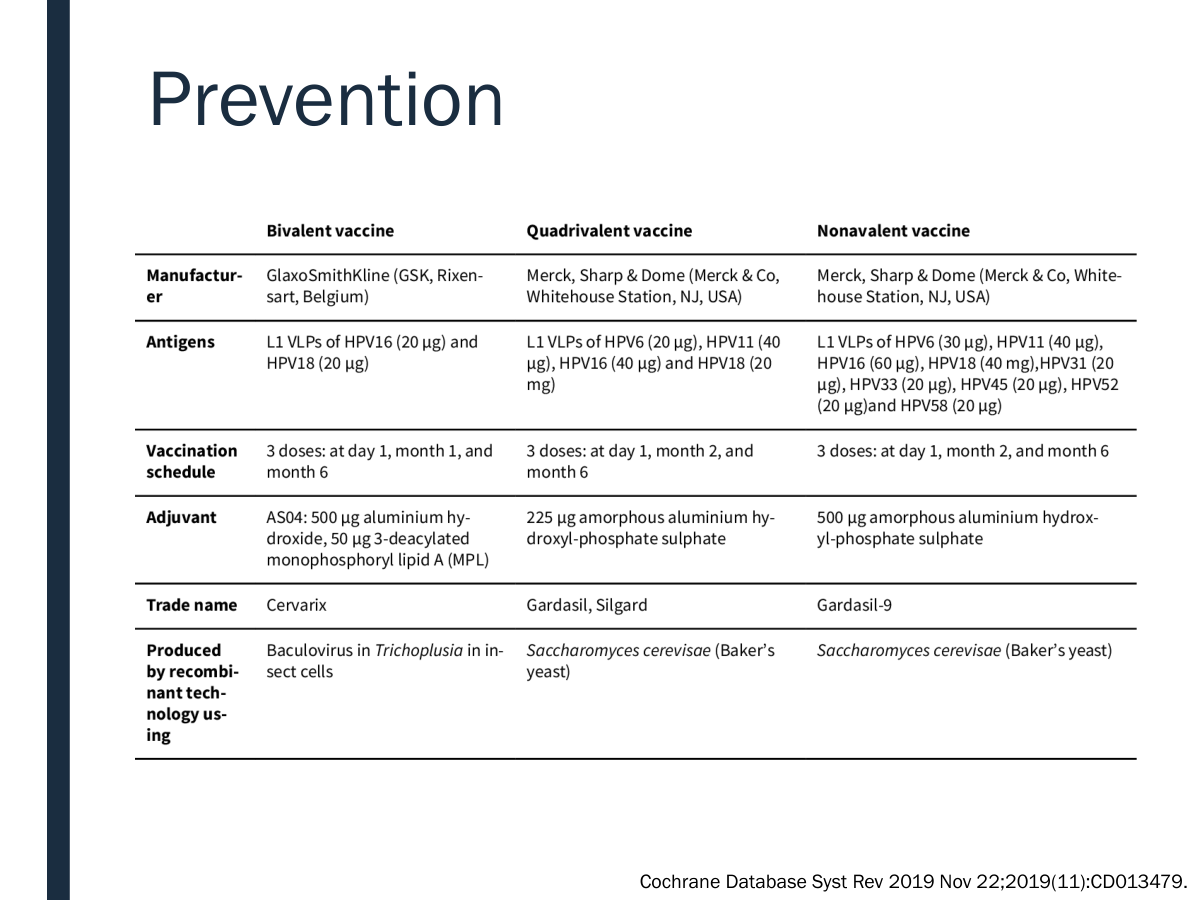 Prevention
Bivalent vaccine
Quadrivalent vaccine
Nonavalent vaccine
Manufactur-
er
GlaxoSmithKline (GSK, Rixen-
sart, Belgium)
Merck, Sharp & Dome (Merck & Co,
Whitehouse Station, NJ, USA)
Merck, Sharp & Dome (Merck & Co, White-
house Station, NJ, USA)
Antigens
L1 VLPs of HPV16 (20 µg) and
HPV18 (20 µg)
L1 VLPs of HPV6 (20 µg), HPV11 (40
µg), HPV16 (40 µg) and HPV18 (20
mg)
L1 VLPs of HPV6 (30 µg), HPV11 (40 µg),
HPV16 (60 µg), HPV18 (40 mg),HPV31 (20
µg), HPV33 (20 µg), HPV45 (20 µg), HPV52
(20 µg)and HPV58 (20 µg)
Vaccination
schedule
3 doses: at day 1, month 1, and
month 6
3 doses: at day 1, month 2, and
month 6
3 doses: at day 1, month 2, and month 6
Adjuvant
AS04: 500 µg aluminium hy-
droxide, 50 µg 3-deacylated
monophosphoryl lipid A (MPL)
225 µg amorphous aluminium hy-
droxyl-phosphate sulphate
500 µg amorphous aluminium hydrox-
yl-phosphate sulphate
Trade name
Cervarix
Gardasil, Silgard
Gardasil-9
Produced
by recombi-
nant tech-
nology us-
ing
Baculovirus in Trichoplusia in in-
sect cells
Saccharomyces cerevisae (Baker's
yeast)
Saccharomyces cerevisae (Baker's yeast)
Cochrane Database Syst Rev 2019 Nov 22;2019(11):CD013479.